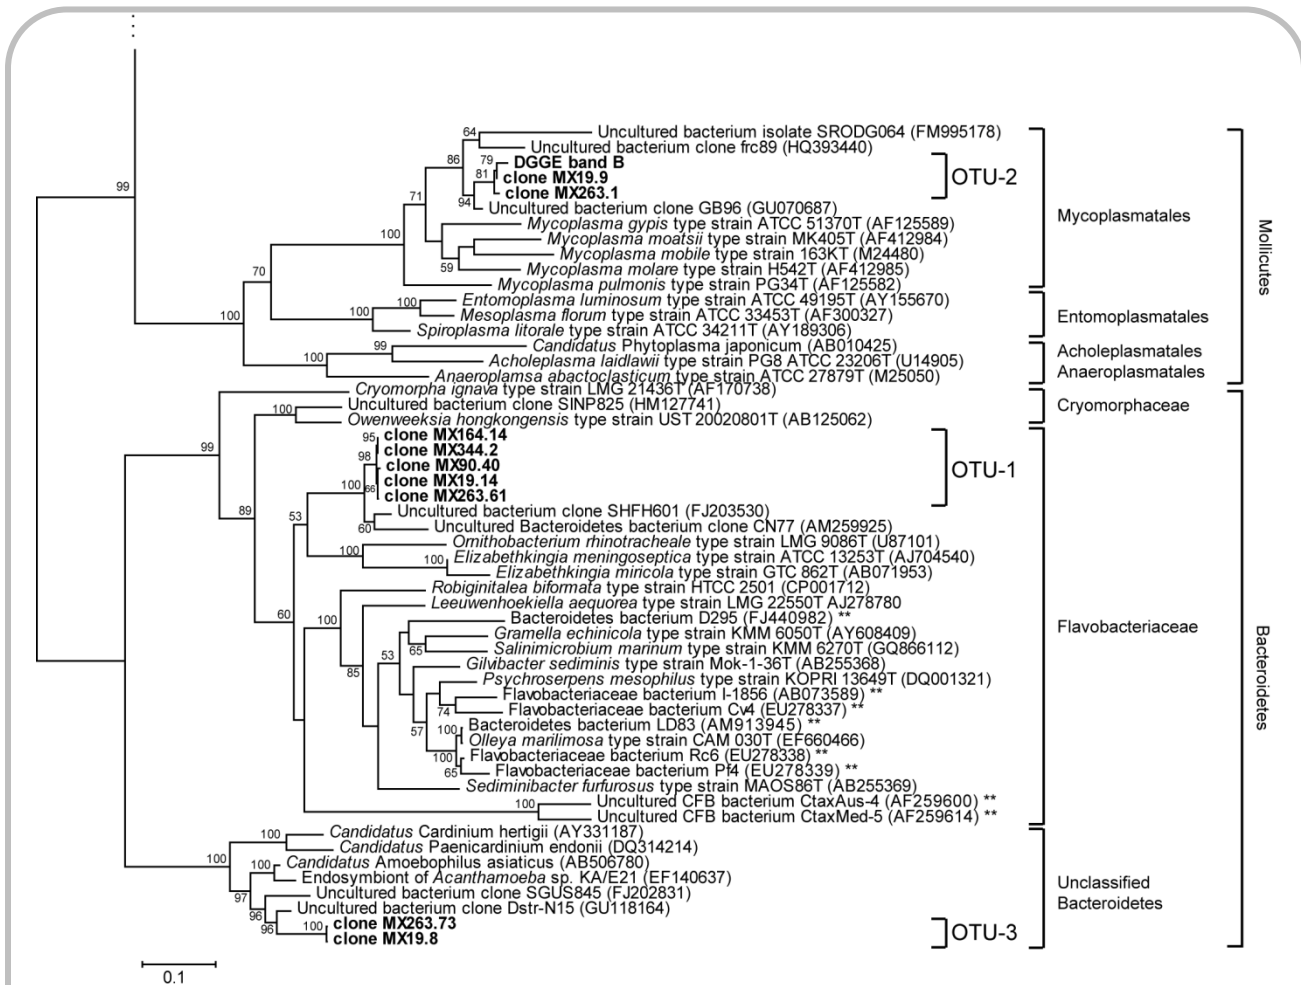 64
Uncultured bacterium isolate SRODG064 (FM995178)
Uncultured bacterium clone frc89 (HQ393440)
86
79
DGGE band B
81
clone MX19.9
OTU-2
clone MX263.1
71
94
Uncultured bacterium clone GB96 (GU070687)
Mycoplasmatales
Mycoplasma gypis type strain ATCC 51370T (AF125589)
99
100
Mycoplasma moatsii type strain MK405T (AF412984)
Mycoplasma mobile type strain 163KT (M24480)
59
Mycoplasma molare type strain H542T (AF412985)
Mollicutes
70
Mycoplasma pulmonis type strain PG34T (AF125582)
100
Entomoplasma luminosum type strain ATCC 49195T (AY155670)
100
100
Mesoplasma florum type strain ATCC 33453T (AF300327)
Entomoplasmatales
Spiroplasma litorale type strain ATCC 34211T (AY189306)
99
Candidatus Phytoplasma japonicum (AB010425)
Acholeplasmatales
100
Acholeplasma laidlawii type strain PG8 ATCC 23206T (U14905)
Anaeroplasmatales
Anaeroplamsa abactoclasticum type strain ATCC 27879T (M25050)
Cryomorpha ignava type strain LMG 21436T (AF170738)
100
Uncultured bacterium clone SINP825 (HM127741)
Cryomorphaceae
Owenweeksia hongkongensis type strain UST 20020801T (AB125062)
99
95
clone MX164.14
98
clone MX344.2
clone MX90.40
OTU-1
100
66
clone MX19.14
clone MX263.61
89
53
Uncultured bacterium clone SHFH601 (FJ203530)
60
Uncultured Bacteroidetes bacterium clone CN77 (AM259925)
Ornithobacterium rhinotracheale type strain LMG 9086T (U87101)
100
100
Elizabethkingia meningoseptica type strain ATCC 13253T (AJ704540)
Elizabethkingia miricola type strain GTC 862T (AB071953)
Robiginitalea biformata type strain HTCC 2501 (CP001712)
Leeuwenhoekiella aequorea type strain LMG 22550T AJ278780
60
100
Bacteroidetes bacterium D295 (FJ440982) **
Flavobacteriaceae
Gramella echinicola type strain KMM 6050T (AY608409)
65
Salinimicrobium marinum type strain KMM 6270T (GQ866112)
Bacteroidetes
53
Gilvibacter sediminis type strain Mok-1-36T (AB255368)
85
Psychroserpens mesophilus type strain KOPRI 13649T (DQ001321)
Flavobacteriaceae bacterium I-1856 (AB073589) **
74
Flavobacteriaceae bacterium Cv4 (EU278337) **
57
100
Bacteroidetes bacterium LD83 (AM913945) **
Olleya marilimosa type strain CAM 030T (EF660466)
100
Flavobacteriaceae bacterium Rc6 (EU278338) **
65
Flavobacteriaceae bacterium Pf4 (EU278339) **
Sediminibacter furfurosus type strain MAOS86T (AB255369)
100
Uncultured CFB bacterium CtaxAus-4 (AF259600) **
Uncultured CFB bacterium CtaxMed-5 (AF259614) **
100
Candidatus Cardinium hertigii (AY331187)
Candidatus Paenicardinium endonii (DQ314214)
100
100
Candidatus Amoebophilus asiaticus (AB506780)
Endosymbiont of Acanthamoeba sp. KA/E21 (EF140637)
Unclassified
Bacteroidetes
97
Uncultured bacterium clone SGUS845 (FJ202831)
96
Uncultured bacterium clone Dstr-N15 (GU118164)
96
100
clone MX263.73
OTU-3
clone MX19.8
0.1